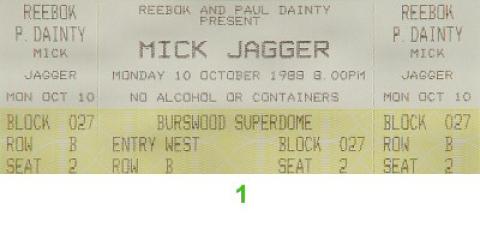 REEBOK
P. DAINTY
MICK
JAGGER
MON OCT 10
BLOCK 027
ROW B
SEAT 2
REEBOK AND PAUL DAINTY
PRESENT
MICK JAGGER
MONDAY 10 OCTOBER 1988 8.00PM
NO ALCOHOL OR CONTAINERS
BURSWOOD SUPERDOME
ENTRY WEST BLOCK 027
ROW B SEAT 2
REEBOK
P. DAINTY
MICK
JAGGER
MON OCT 10
BLOCK 027
ROW B
SEAT 2
1